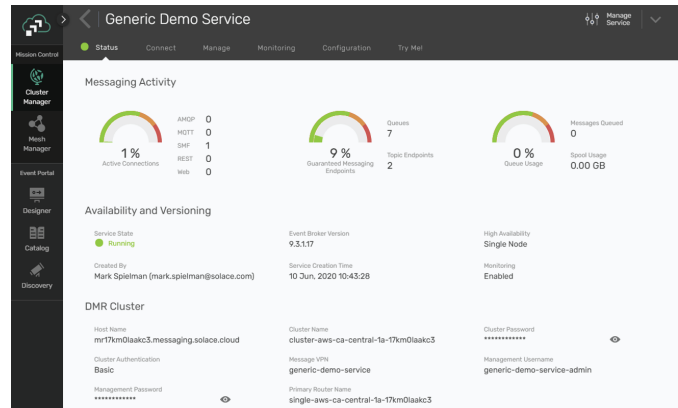 Generic Demo Service
Manage Service
Status Connect Manage Monitoring Configuration Try Me!
Mission Control
Cluster Manager
Mesh Manager
Event Portal
Designer
Catalog
Discovery
Messaging Activity
1%
Active Connections
AMQP 0
MQTT 0
SMF 1
REST 0
Web 0
9 %
Guaranteed Messaging
Endpoints
Queues
7
Topic Endpoints
2
0 %
Queue Usage
Messages Queued
0
Spool Usage
0.00 GB
Availability and Versioning
Service State
Running
Event Broker Version
9.3.1.17
High Availability
Single Node
Created By
Mark Spielman (mark.spielman@solace.com)
Service Creation Time
10 Jun, 2020 10:43:28
Monitoring
Enabled
DMR Cluster
Host Name
mr17km0laakc3.messaging.solace.cloud
Cluster Name
cluster-aws-ca-central-1a-17km0laakc3
Cluster Password
************
Cluster Authentication
Basic
Message VPN
generic-demo-service
Management Username
generic-demo-service-admin
Management Password
************
Primary Router Name
single-aws-ca-central-1a-17km0laakc3